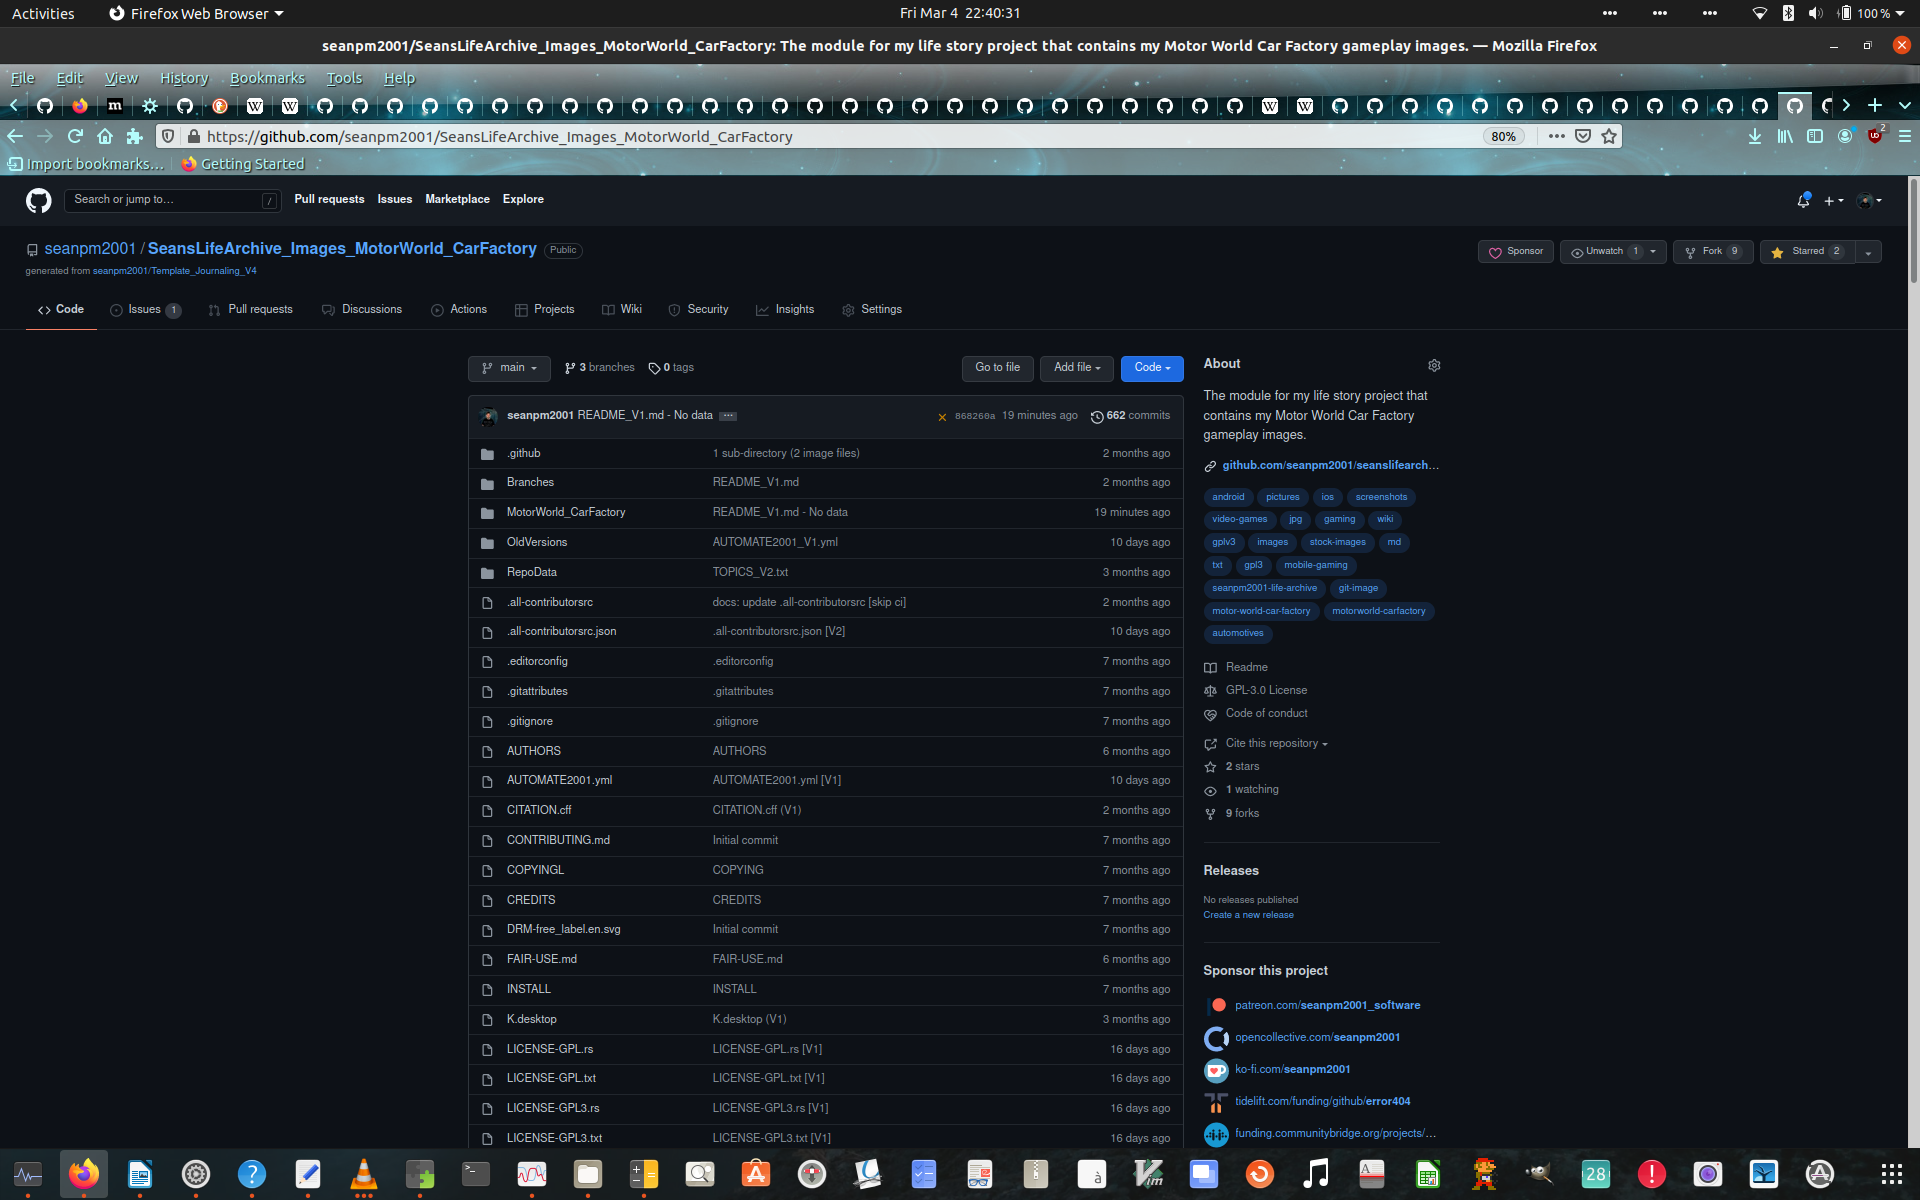 Activities
Firefox Web Browser
Fri Mar 4 22:40:31
100 %
seanpm2001/SeansLifeArchive_Images_MotorWorld_CarFactory: The module for my life story project that contains my Motor World Car Factory gameplay images. — Mozilla Firefox
File Edit View History Bookmarks Tools Help
https://github.com/seanpm2001/SeansLifeArchive_Images_MotorWorld_CarFactory
80%
2
Import bookmarks...
Getting Started
Search or jump to...
/
Pull requests Issues Marketplace Explore
seanpm2001 / SeansLifeArchive_Images_MotorWorld_CarFactory
Public
Sponsor
Unwatch 1
Fork 9
Starred 2
generated from seanpm2001/Template_Journaling_V4
Code
Issues 1
Pull requests
Discussions
Actions
Projects
Wiki
Security
Insights
Settings
main
3 branches
0 tags
Go to file
Add file
Code
seanpm2001 README_V1.md - No data
868260a 19 minutes ago
662 commits
.github 1 sub-directory (2 image files) 2 months ago
Branches README_V1.md 2 months ago
MotorWorld_CarFactory README_V1.md - No data 19 minutes ago
OldVersions AUTOMATE2001_V1.yml 10 days ago
RepoData TOPICS_V2.txt 3 months ago
.all-contributorsrc docs: update .all-contributorsrc [skip ci] 2 months ago
.all-contributorsrc.json .all-contributorsrc.json [V2] 10 days ago
.editorconfig .editorconfig 7 months ago
.gitattributes .gitattributes 7 months ago
.gitignore .gitignore 7 months ago
AUTHORS AUTHORS 6 months ago
AUTOMATE2001.yml AUTOMATE2001.yml [V1] 10 days ago
CITATION.cff CITATION.cff (V1) 2 months ago
CONTRIBUTING.md Initial commit 7 months ago
COPYINGL COPYING 7 months ago
CREDITS CREDITS 7 months ago
DRM-free_label.en.svg Initial commit 7 months ago
FAIR-USE.md FAIR-USE.md 6 months ago
INSTALL INSTALL 7 months ago
K.desktop K.desktop (V1) 3 months ago
LICENSE-GPL.rs LICENSE-GPL.rs [V1] 16 days ago
LICENSE-GPL.txt LICENSE-GPL.txt [V1] 16 days ago
LICENSE-GPL3.rs LICENSE-GPL3.rs [V1] 16 days ago
LICENSE-GPL3.txt LICENSE-GPL3.txt [V1] 16 days ago
About
The module for my life story project that
contains my Motor World Car Factory
gameplay images.
github.com/seanpm2001/seanslifearch...
android pictures ios screenshots
video-games jpg gaming wiki
gplv3 images stock-images md
txt gpl3 mobile-gaming
seanpm2001-life-archive git-image
motor-world-car-factory motorworld-carfactory
automotives
Readme
GPL-3.0 License
Code of conduct
Cite this repository
2 stars
1 watching
9 forks
Releases
No releases published
Create a new release
Sponsor this project
patreon.com/seanpm2001_software
opencollective.com/seanpm2001
ko-fi.com/seanpm2001
tidelift.com/funding/github/error404
funding.communitybridge.org/projects/...
28